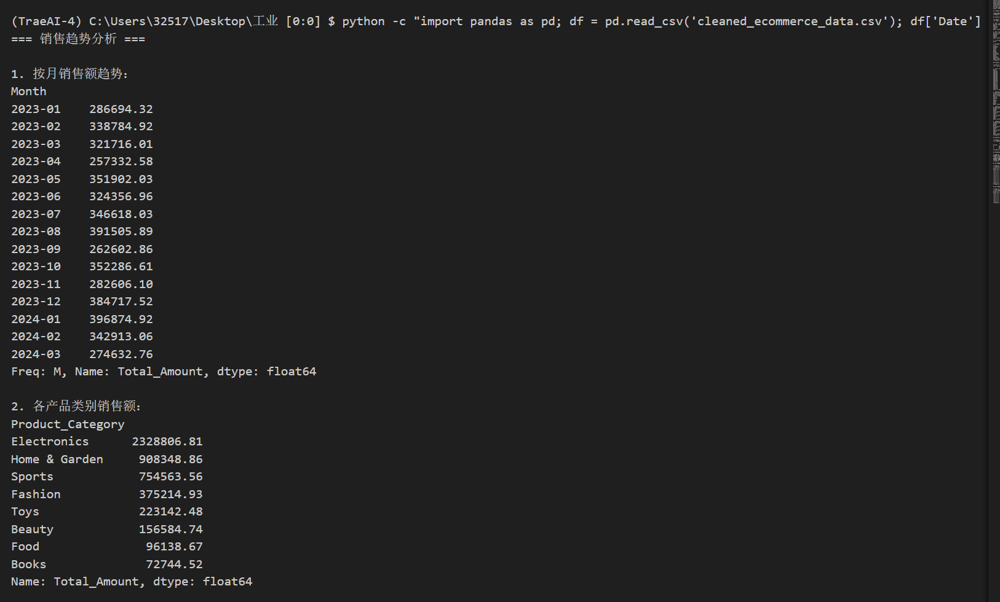 (TraeAI-4) C:\Users\32517\Desktop\工业 [0:0] $ python -c "import pandas as pd; df = pd.read_csv('cleaned_ecommerce_data.csv'); df['Date']
=== 销售趋势分析 ===
1. 按月销售额趋势：
Month
2023-01    286694.32
2023-02    338784.92
2023-03    321716.01
2023-04    257332.58
2023-05    351902.03
2023-06    324356.96
2023-07    346618.03
2023-08    391505.89
2023-09    262602.86
2023-10    352286.61
2023-11    282606.10
2023-12    384717.52
2024-01    396874.92
2024-02    342913.06
2024-03    274632.76
Freq: M, Name: Total_Amount, dtype: float64
2. 各产品类别销售额：
Product_Category
Electronics      2328806.81
Home & Garden     908348.86
Sports            754563.56
Fashion           375214.93
Toys              223142.48
Beauty            156584.74
Food               96138.67
Books              72744.52
Name: Total_Amount, dtype: float64